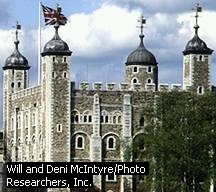 Will and Deni McIntyre/Photo
Researchers, Inc.